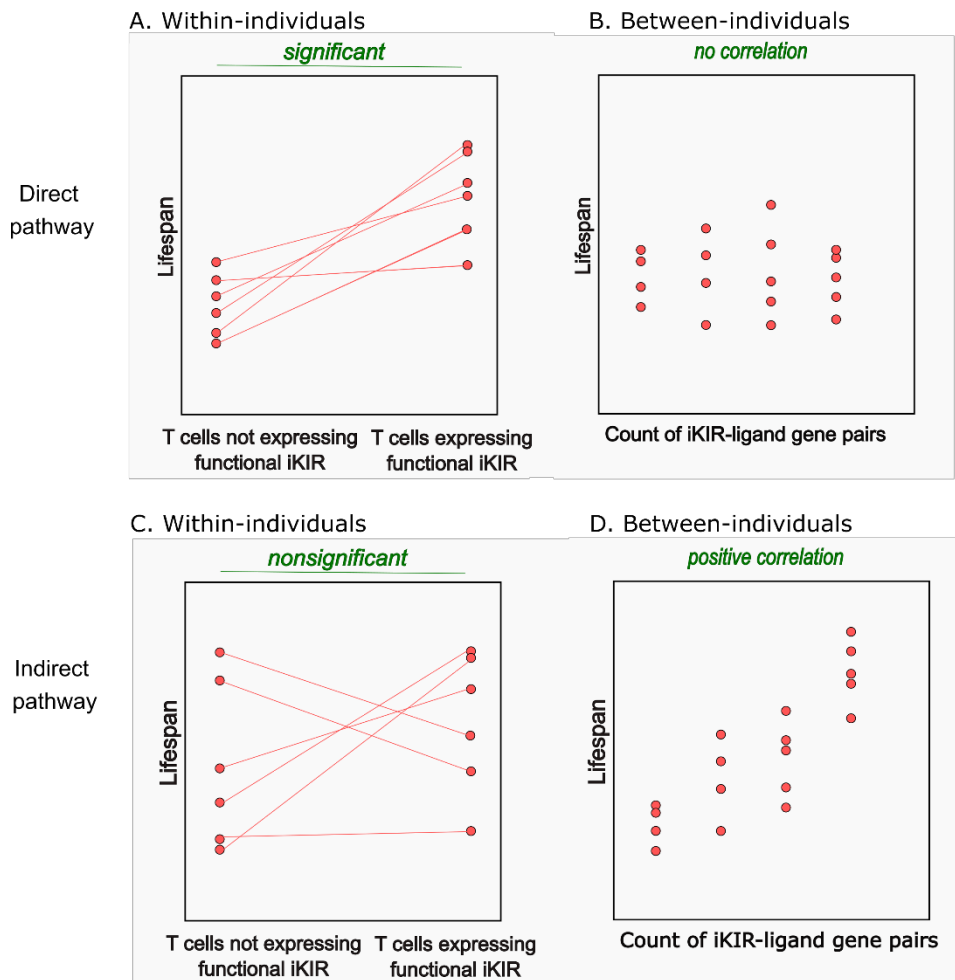 A. Within-individuals
B. Between-individuals
significant
no correlation
Direct
pathway
Lifespan
Lifespan
T cells not expressing
functional iKIR
T cells expressing
functional iKIR
Count of iKIR-ligand gene pairs
C. Within-individuals
D. Between-individuals
nonsignificant
positive correlation
Indirect
pathway
Lifespan
Lifespan
T cells not expressing
functional iKIR
T cells expressing
functional iKIR
Count of iKIR-ligand gene pairs